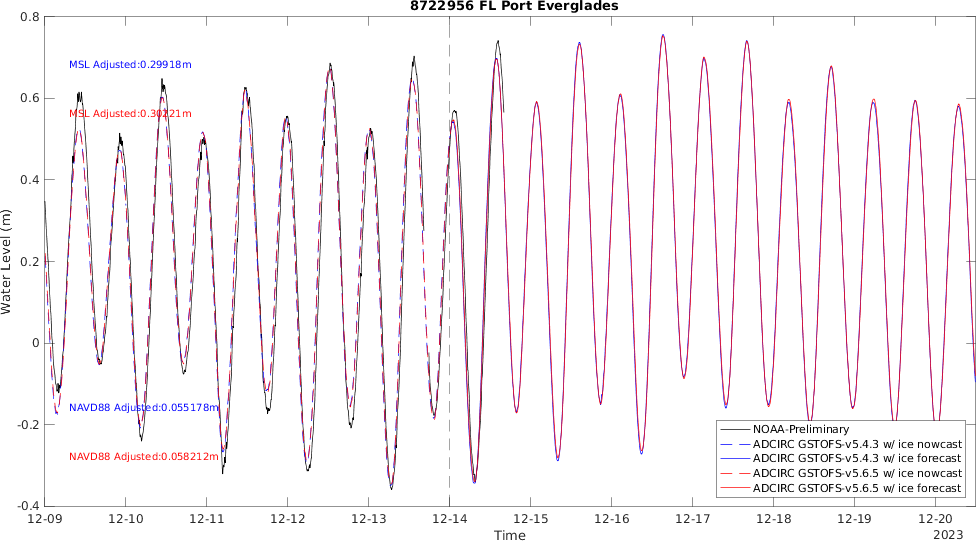 8722956 FL Port Everglades
0.8
0.6
0.4
0.2
0
-0.2
-0.4
Water Level (m)
MSL Adjusted:0.29918m
MSL Adjusted:0.30221m
NAVD88 Adjusted:0.055178m
NAVD88 Adjusted:0.058212m
NOAA-Preliminary
ADCIRC GSTOFS-v5.4.3 w/ ice nowcast
ADCIRC GSTOFS-v5.4.3 w/ ice forecast
ADCIRC GSTOFS-v5.6.5 w/ ice nowcast
ADCIRC GSTOFS-v5.6.5 w/ ice forecast
12-09 12-10 12-11 12-12 12-13 12-14 12-15 12-16 12-17 12-18 12-19 12-20
Time
2023